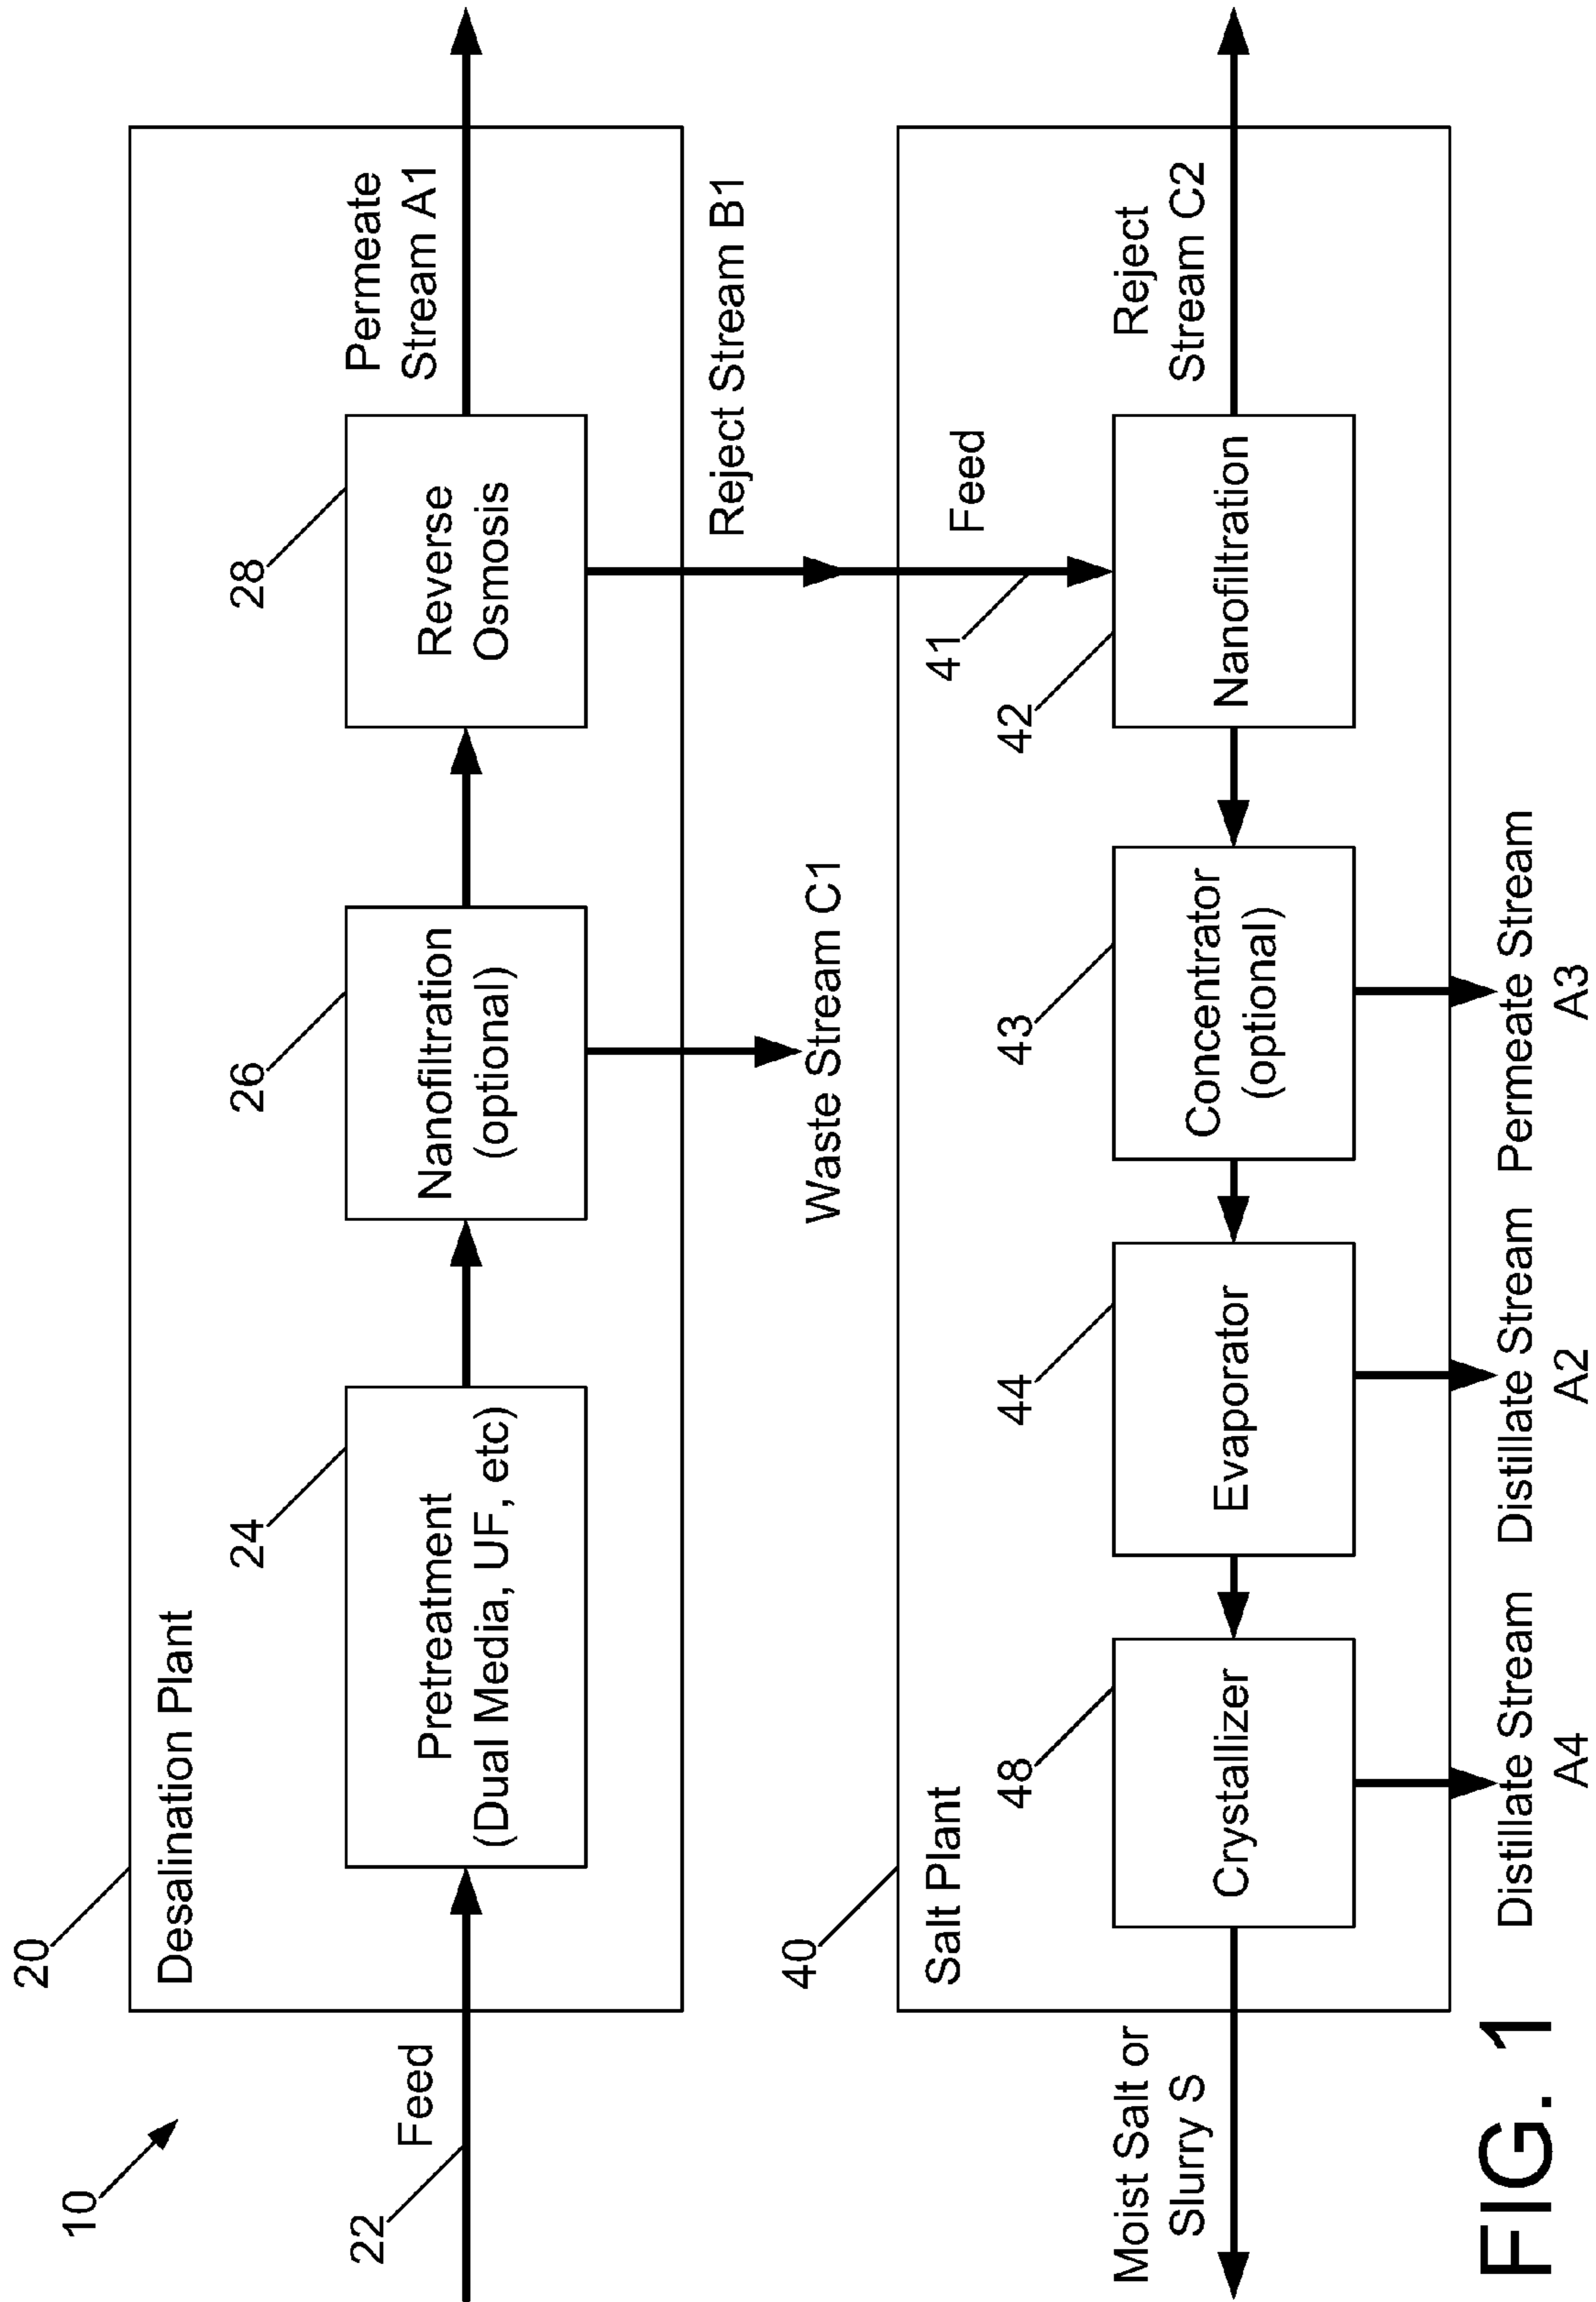 10
20
Desalination Plant
22
Feed
24
Pretreatment
(Dual Media, UF, etc)
26
Nanofiltration
(optional)
28
Reverse
Osmosis
Permeate
Stream A1
Waste Stream C1
Reject Stream B1
40
Salt Plant
41
Feed
42
Nanofiltration
Reject
Stream C2
43
Concentrator
(optional)
44
Evaporator
48
Crystallizer
Moist Salt or
Slurry S
Distillate Stream
A4
Distillate Stream
A2
Permeate Stream
A3
FIG. 1